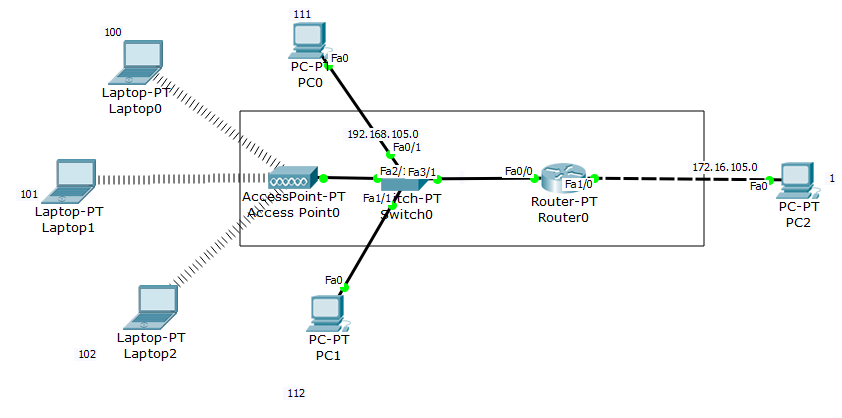 111
100
Fa0
PC-PT
PC0
Laptop-PT
Laptop0
192.168.105.0
Fa0/1
172.16.105.0
Fa2/
Fa3/1
Fa0/0
Fa1/0
Fa0
1
101
AccessPoint-PT
Access Point0
Fa1/1
itch-PT
Switch0
Router-PT
Router0
PC-PT
PC2
Laptop-PT
Laptop1
Fa0
Laptop-PT
Laptop2
102
PC-PT
PC1
112